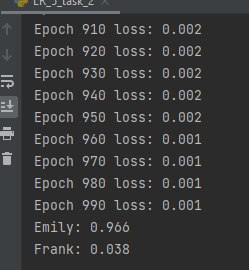 LR_5_task_2
Epoch 910 loss: 0.002
Epoch 920 loss: 0.002
Epoch 930 loss: 0.002
Epoch 940 loss: 0.002
Epoch 950 loss: 0.002
Epoch 960 loss: 0.001
Epoch 970 loss: 0.001
Epoch 980 loss: 0.001
Epoch 990 loss: 0.001
Emily: 0.966
Frank: 0.038